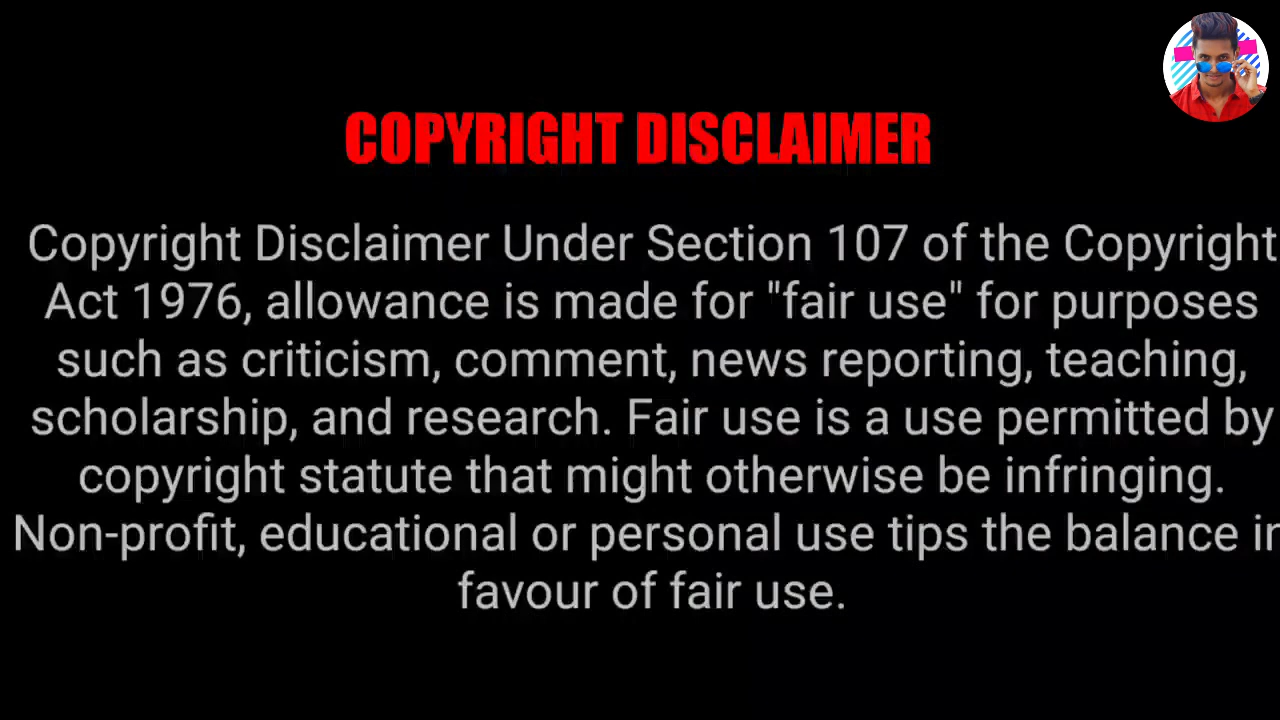 COPYRIGHT DISCLAIMER
Copyright Disclaimer Under Section 107 of the Copyright
Act 1976, allowance is made for "fair use" for purposes
such as criticism, comment, news reporting, teaching,
scholarship, and research. Fair use is a use permitted by
copyright statute that might otherwise be infringing.
Non-profit, educational or personal use tips the balance in
favour of fair use.